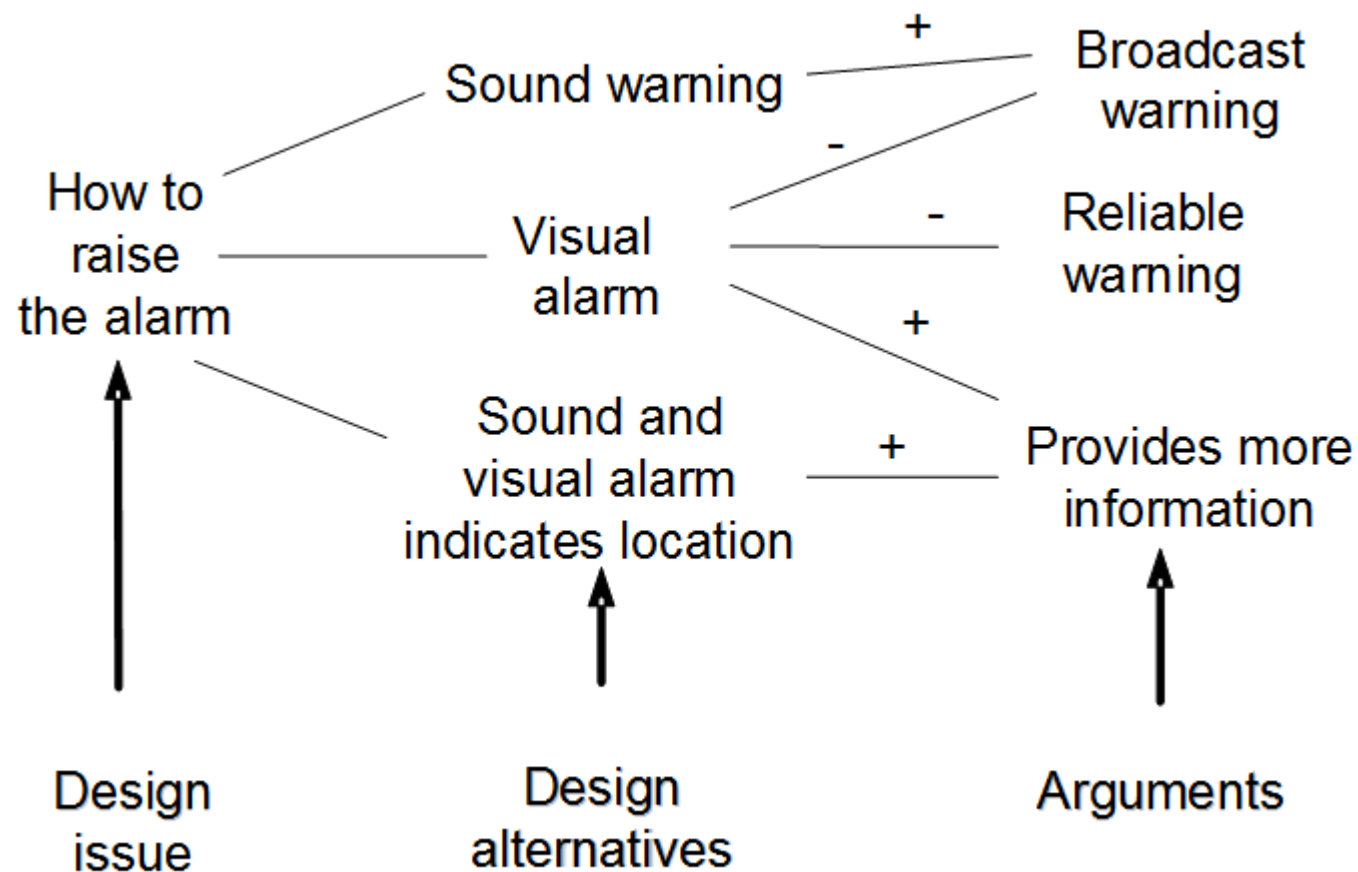 How to
raise
the alarm
Sound warning
Visual
alarm
Sound and
visual alarm
indicates location
+
-
-
+
+
Broadcast
warning
Reliable
warning
Provides more
information
Design
issue
Design
alternatives
Arguments